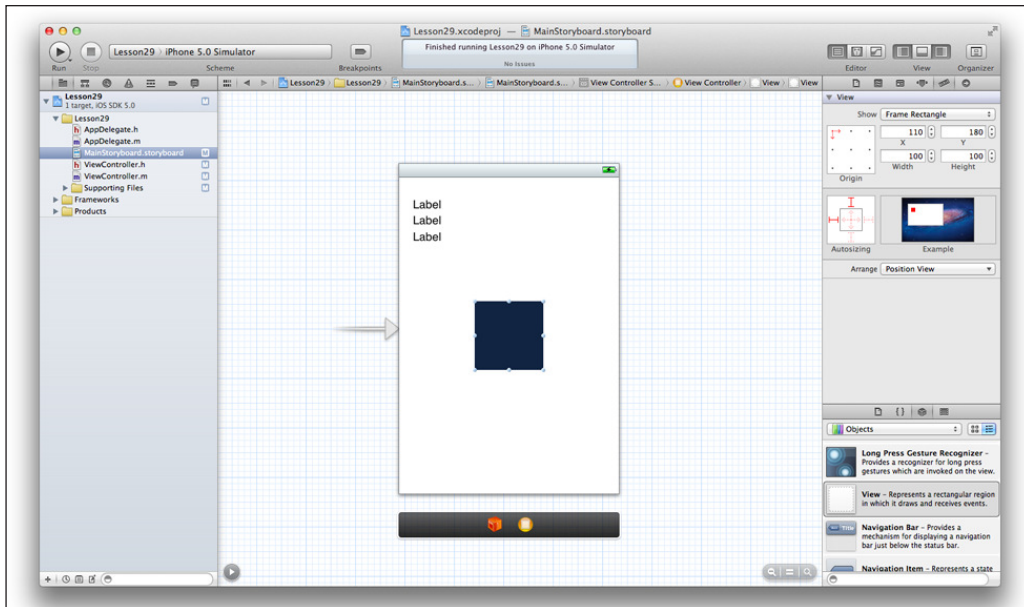 Lesson29.xcodeproj — MainStoryboard.storyboard
Lesson29 iPhone 5.0 Simulator
Finished running Lesson29 on iPhone 5.0 Simulator
No Issues
Run Stop Scheme Breakpoints Editor View Organizer
Lesson29 Lesson29 MainStoryboard.s... MainStoryboard.s... View Controller S... View Controller View View
Lesson29
1 target, iOS SDK 5.0
M
Lesson29
AppDelegate.h
AppDelegate.m
MainStoryboard.storyboard M
ViewController.h
ViewController.m
Supporting Files
Frameworks
Products
Label
Label
Label
View
Show Frame Rectangle
110 180
X Y
100 100
Width Height
Origin
Autosizing Example
Arrange Position View
Objects
Long Press Gesture Recognizer –
Provides a recognizer for long press
gestures which are invoked on the view.
View – Represents a rectangular region
in which it draws and receives events.
Navigation Bar – Provides a
mechanism for displaying a navigation
bar just below the status bar.
Navigation Item – Represents a state